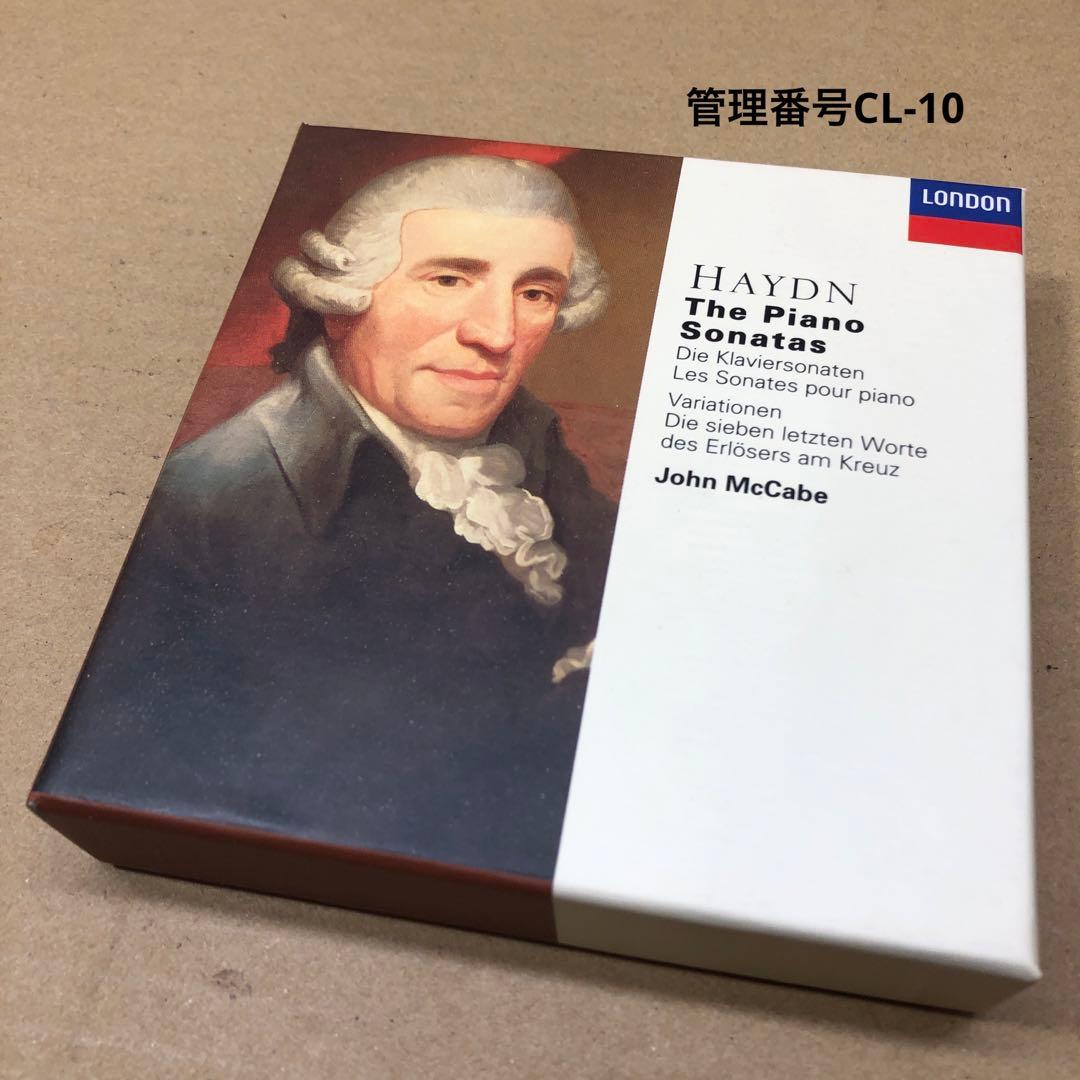 管理番号CL-10
LONDON
HAYDN
The Piano
Sonatas
Die Klaviersonaten
Les Sonates pour piano
Variationen
Die sieben letzten Worte
des Erlösers am Kreuz
John McCabe